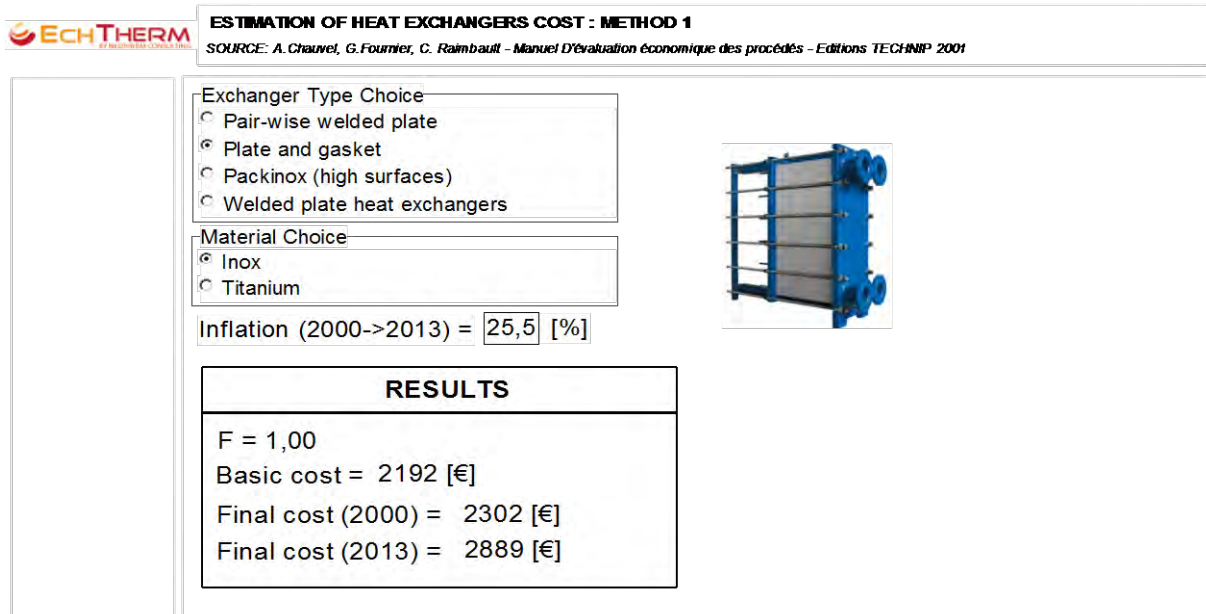 ECHTHERM
ESTIMATION OF HEAT EXCHANGERS COST : METHOD 1
SOURCE: A. Chauvel, G. Fournier, C. Raimbault - Manuel D'évaluation économique des procédés - Editions TECHNIP 2001
Exchanger Type Choice
Pair-wise welded plate
Plate and gasket
Packinox (high surfaces)
Welded plate heat exchangers
Material Choice
Inox
Titanium
Inflation (2000->2013) = 25,5 [%]
RESULTS
F = 1,00
Basic cost = 2192 [€]
Final cost (2000) = 2302 [€]
Final cost (2013) = 2889 [€]